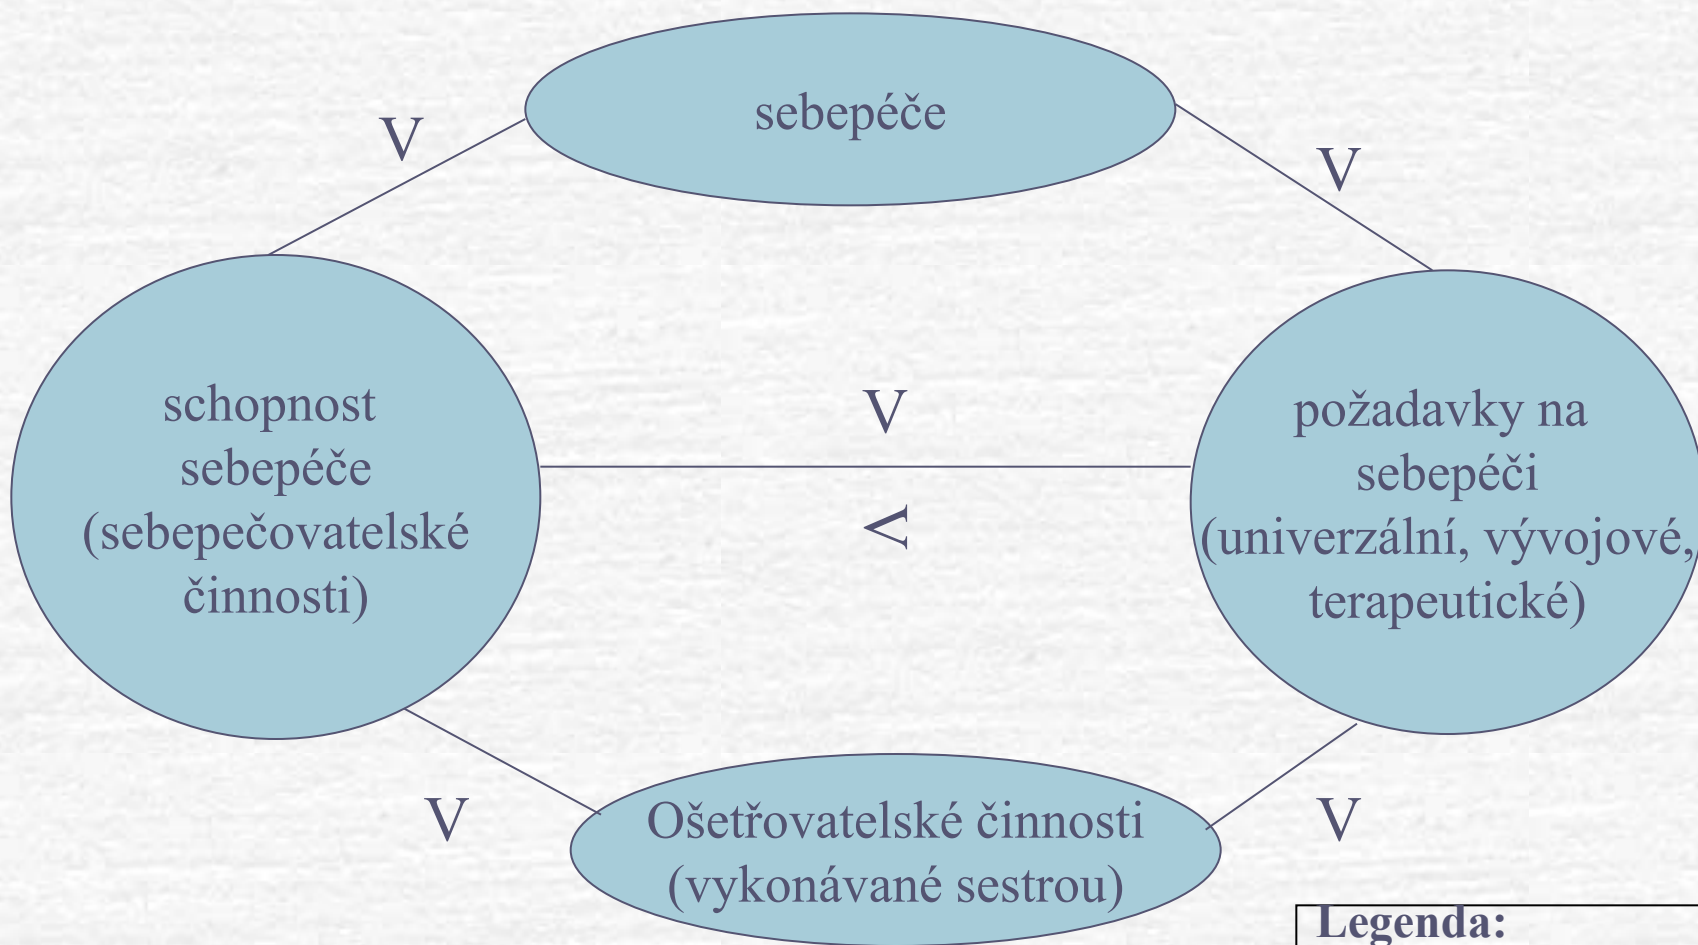 sebepéče
V
V
schopnost
sebepéče
(sebepečovatelské
činnosti)
V
<
požadavky na
sebepéči
(univerzální, vývojové,
terapeutické)
V
Ošetřovatelské činnosti
(vykonávané sestrou)
V
Legenda: